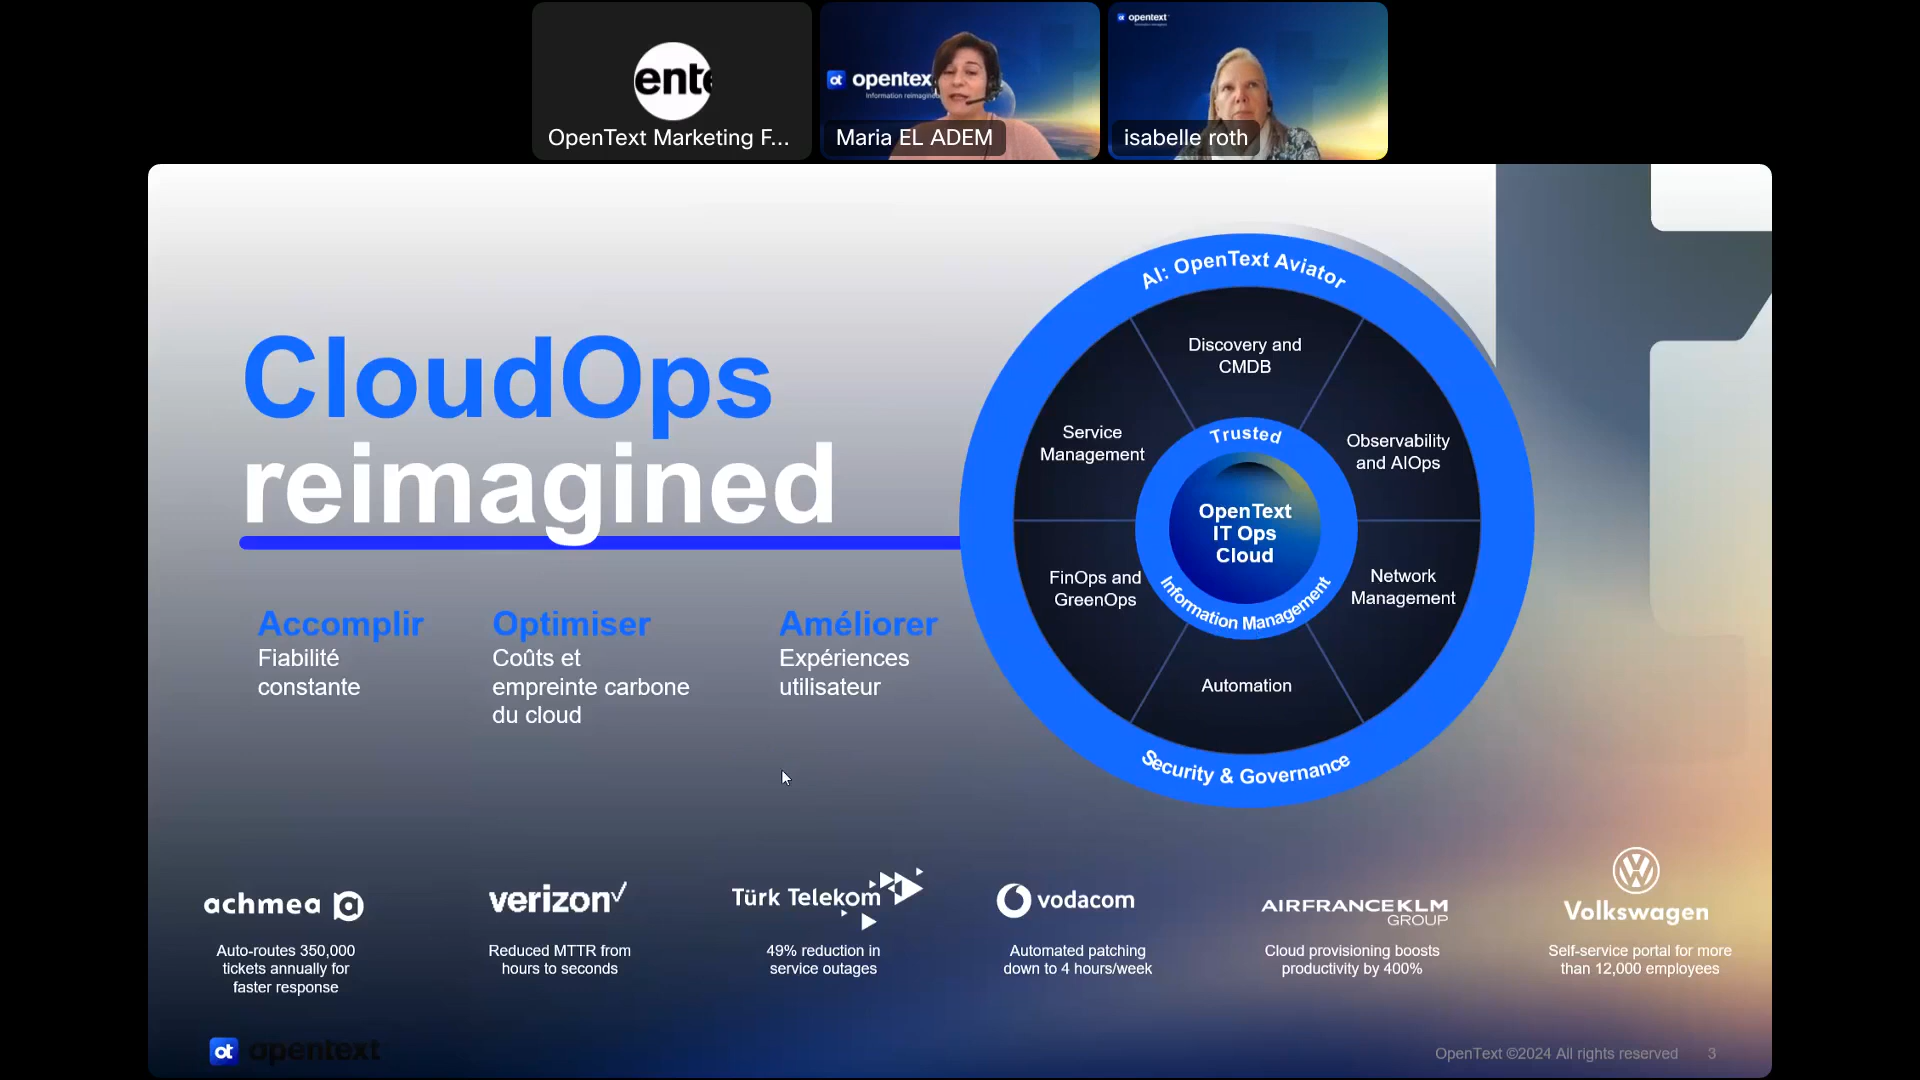 ente
OpenText Marketing F...
opentex
Information reimagined
Maria EL ADEM
opentext
isabelle roth
CloudOps
reimagined
Accomplir
Fiabilité
constante
Optimiser
Coûts et
empreinte carbone
du cloud
Améliorer
Expériences
utilisateur
AI: OpenText Aviator
Discovery and
CMDB
Service
Management
Observability
and AIOps
Trusted
OpenText
IT Ops
Cloud
Information Management
FinOps and
GreenOps
Network
Management
Automation
Security & Governance
achmea
Auto-routes 350,000
tickets annually for
faster response
verizon
Reduced MTTR from
hours to seconds
Türk Telekom
49% reduction in
service outages
vodacom
Automated patching
down to 4 hours/week
AIRFRANCEKLM
GROUP
Cloud provisioning boosts
productivity by 400%
Volkswagen
Self-service portal for more
than 12,000 employees
ot opentext
OpenText ©2024 All rights reserved 3